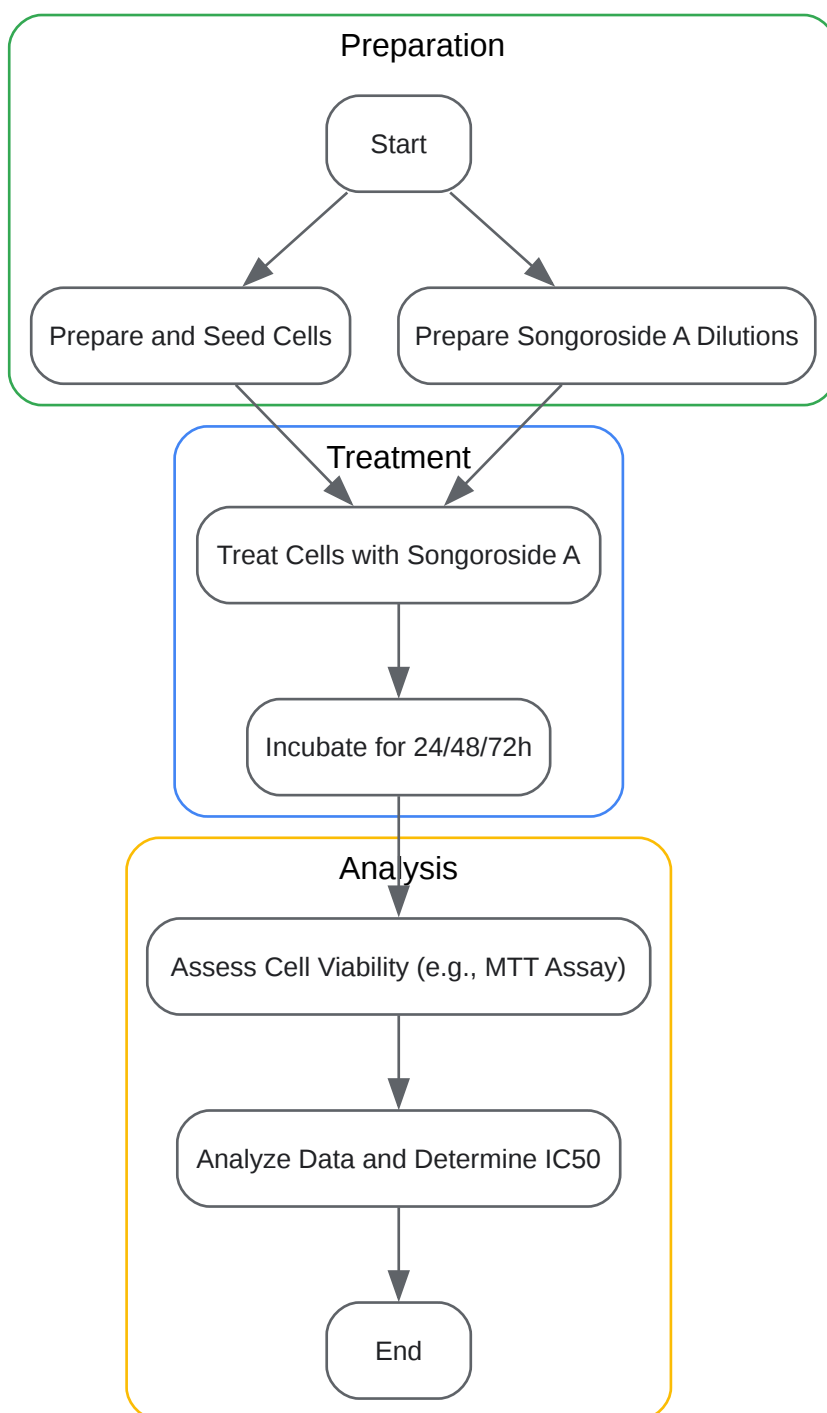 Preparation
Start
Prepare and Seed Cells
Prepare Songoroside A Dilutions
Treatment
Treat Cells with Songoroside A
Incubate for 24/48/72h
Analysis
Assess Cell Viability (e.g., MTT Assay)
Analyze Data and Determine IC50
End